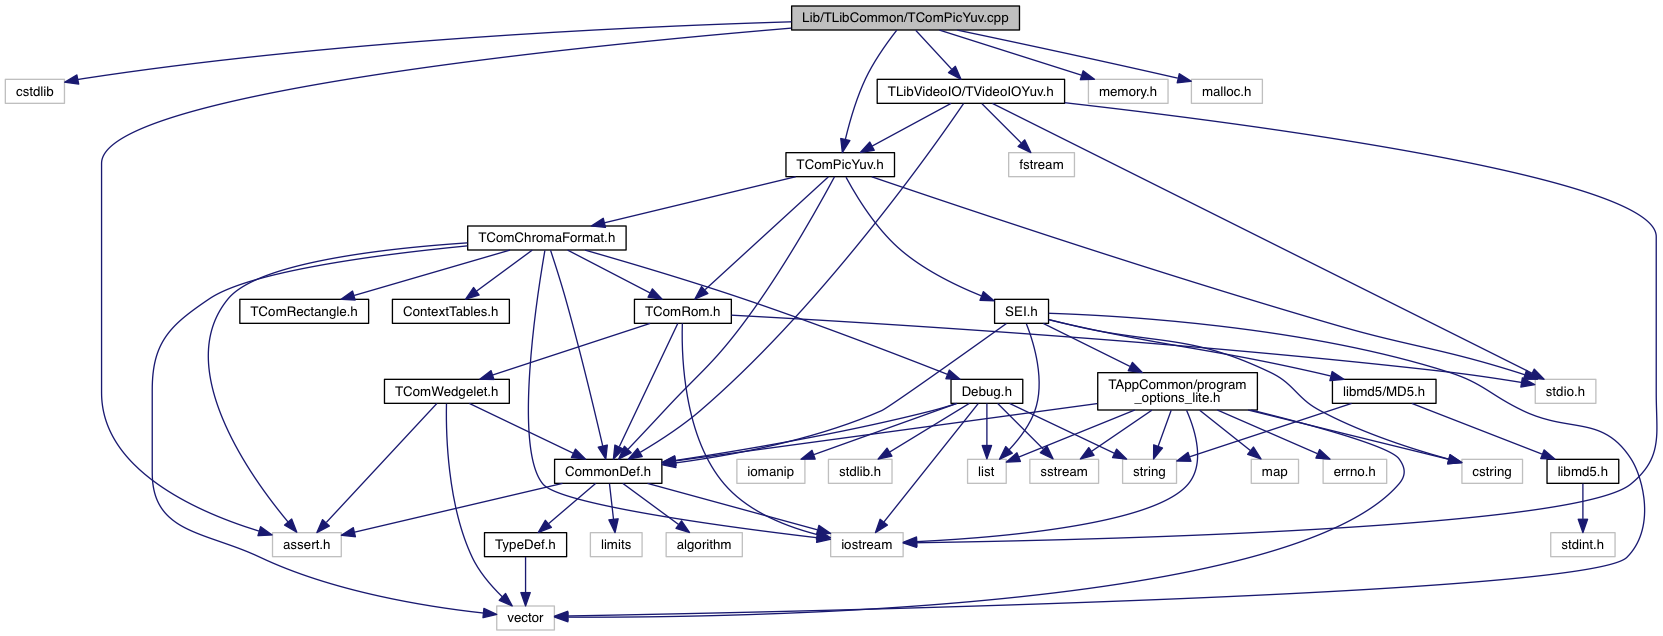 Lib/TLibCommon/TComPicYuv.cpp
cstdlib
TLibVideoIO/TVideoIOYuv.h
memory.h
malloc.h
TComPicYuv.h
fstream
TComChromaFormat.h
TComRectangle.h
ContextTables.h
TComRom.h
SEI.h
TComWedgelet.h
Debug.h
TAppCommon/program
_options_lite.h
libmd5/MD5.h
stdio.h
CommonDef.h
iomanip
stdlib.h
list
sstream
string
map
errno.h
cstring
libmd5.h
assert.h
TypeDef.h
limits
algorithm
iostream
stdint.h
vector